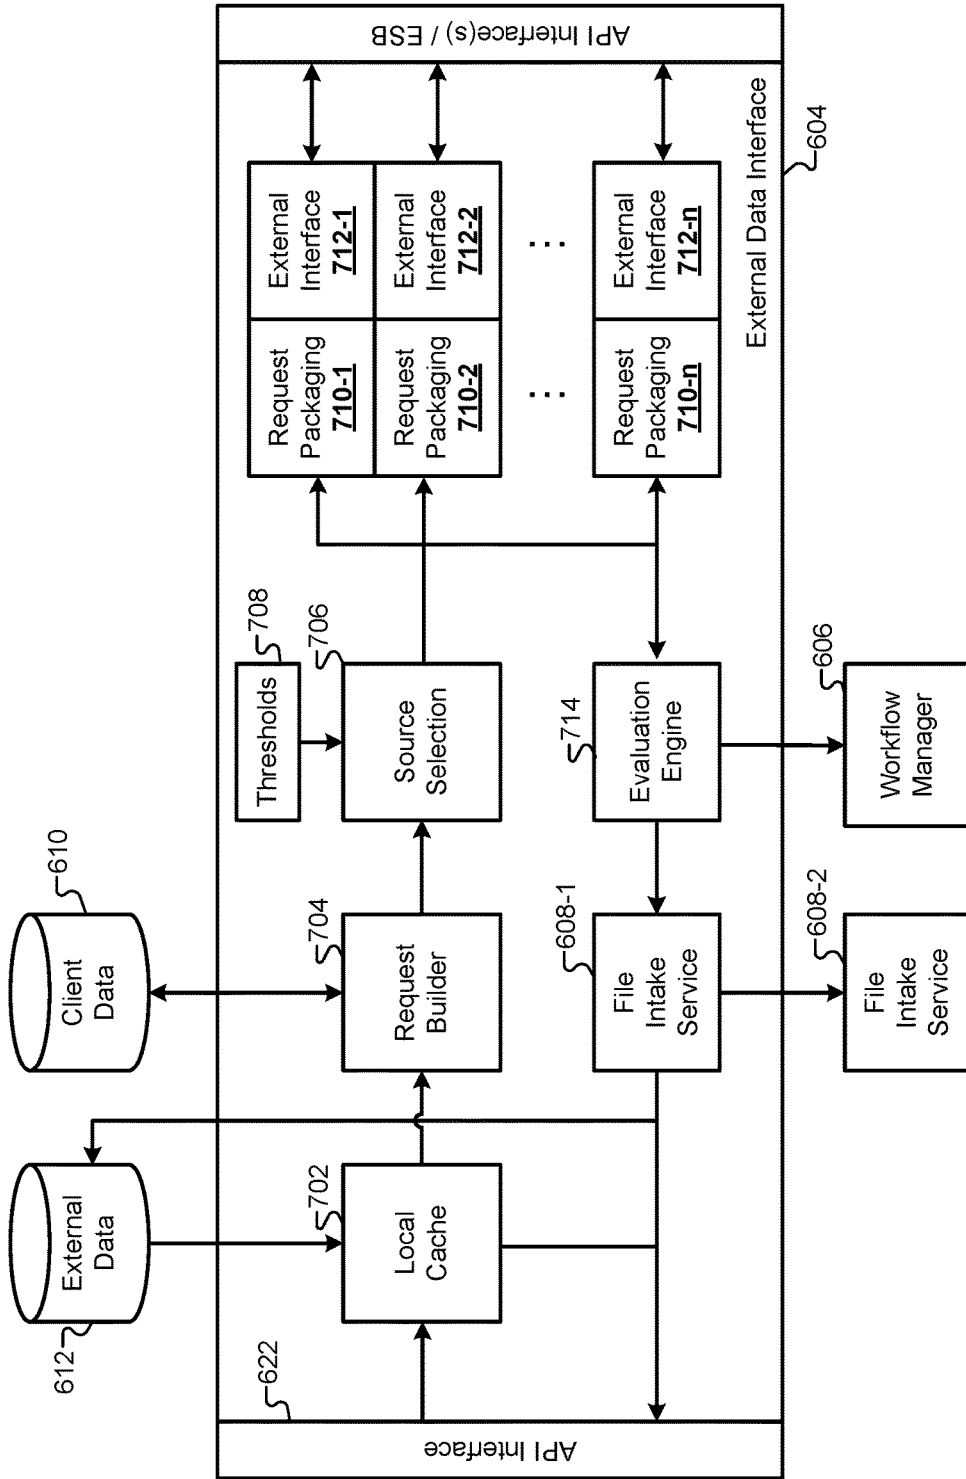 612
External
Data
610
Client
Data
622
API Interface
702
Local
Cache
704
Request
Builder
Thresholds
708
706
Source
Selection
Request
Packaging
710-1
External
Interface
712-1
Request
Packaging
710-2
External
Interface
712-2
... ...
Request
Packaging
710-n
External
Interface
712-n
API Interface(s) / ESB
608-1
File
Intake
Service
714
Evaluation
Engine
External Data Interface
604
608-2
File
Intake
Service
606
Workflow
Manager